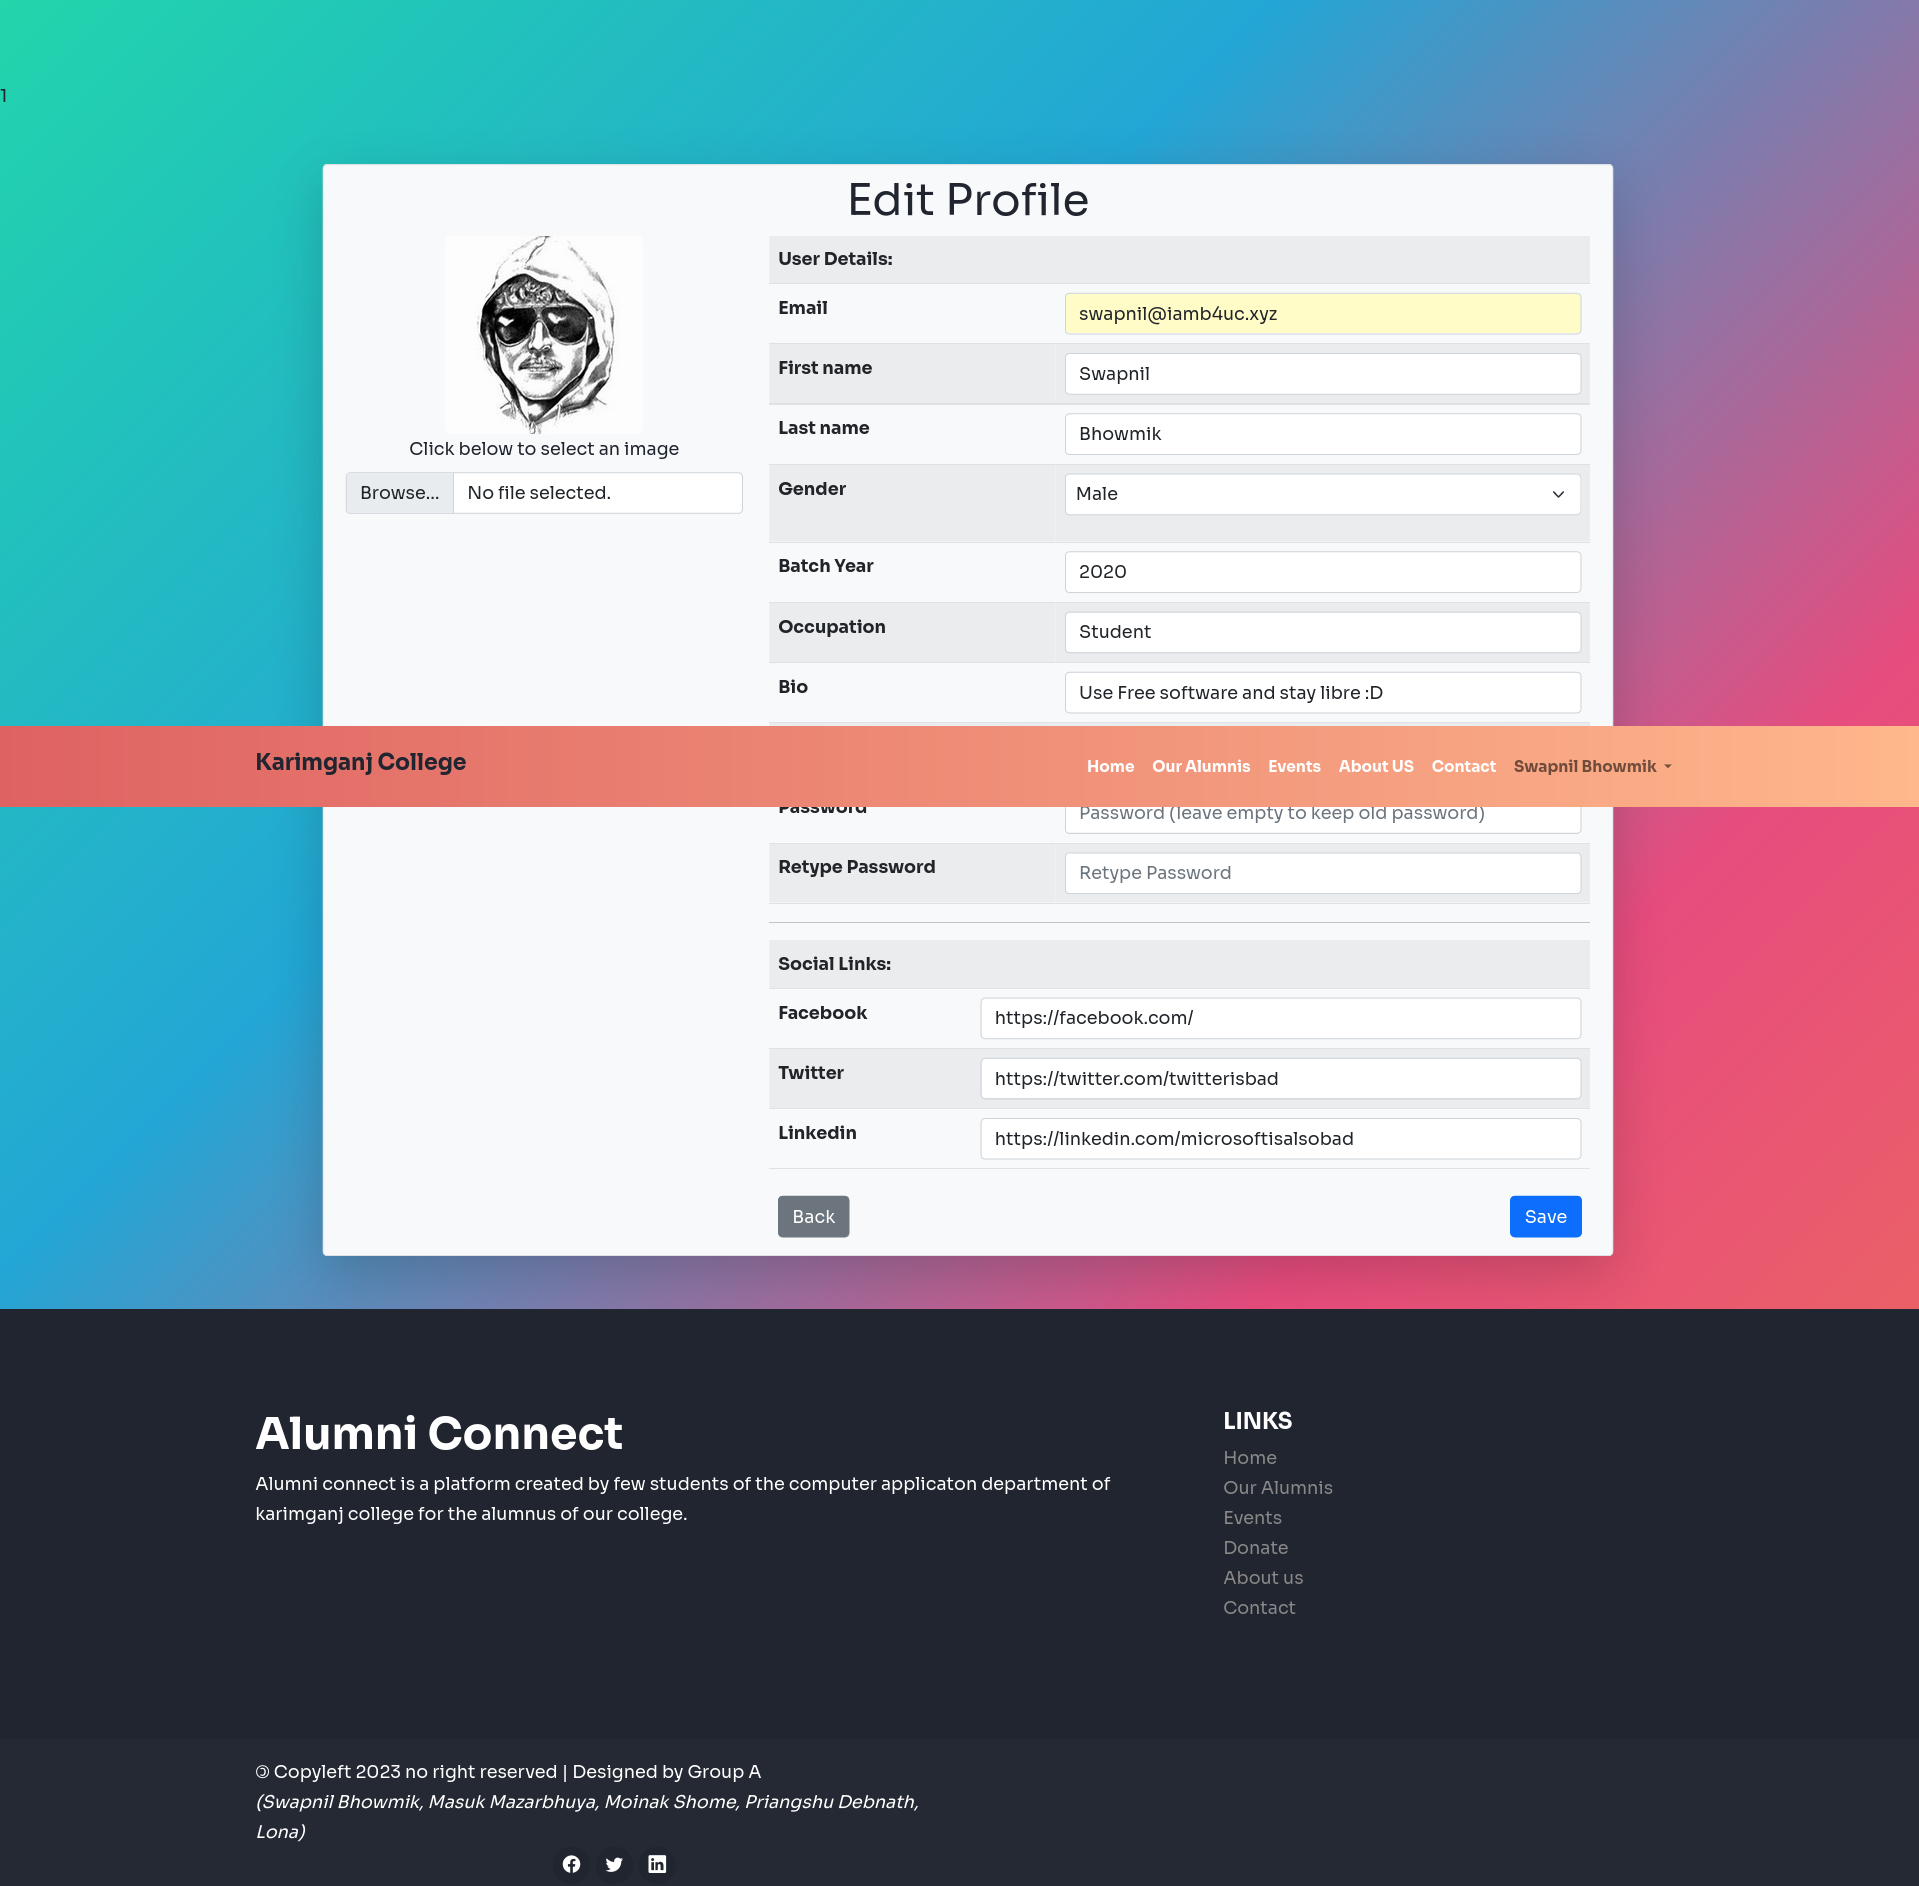 1
Edit Profile
Click below to select an image
Browse... No file selected.
User Details:
Email swapnil@iamb4uc.xyz
First name Swapnil
Last name Bhowmik
Gender Male
Batch Year 2020
Occupation Student
Bio Use Free software and stay libre :D
Karimganj College Home Our Alumnis Events About US Contact Swapnil Bhowmik
Password Password (leave empty to keep old password)
Retype Password Retype Password
Social Links:
Facebook https://facebook.com/
Twitter https://twitter.com/twitterisbad
Linkedin https://linkedin.com/microsoftisalsobad
Back Save
Alumni Connect
Alumni connect is a platform created by few students of the computer applicaton department of
karimganj college for the alumnus of our college.
LINKS
Home
Our Alumnis
Events
Donate
About us
Contact
🄯 Copyleft 2023 no right reserved | Designed by Group A
(Swapnil Bhowmik, Masuk Mazarbhuya, Moinak Shome, Priangshu Debnath,
Lona)